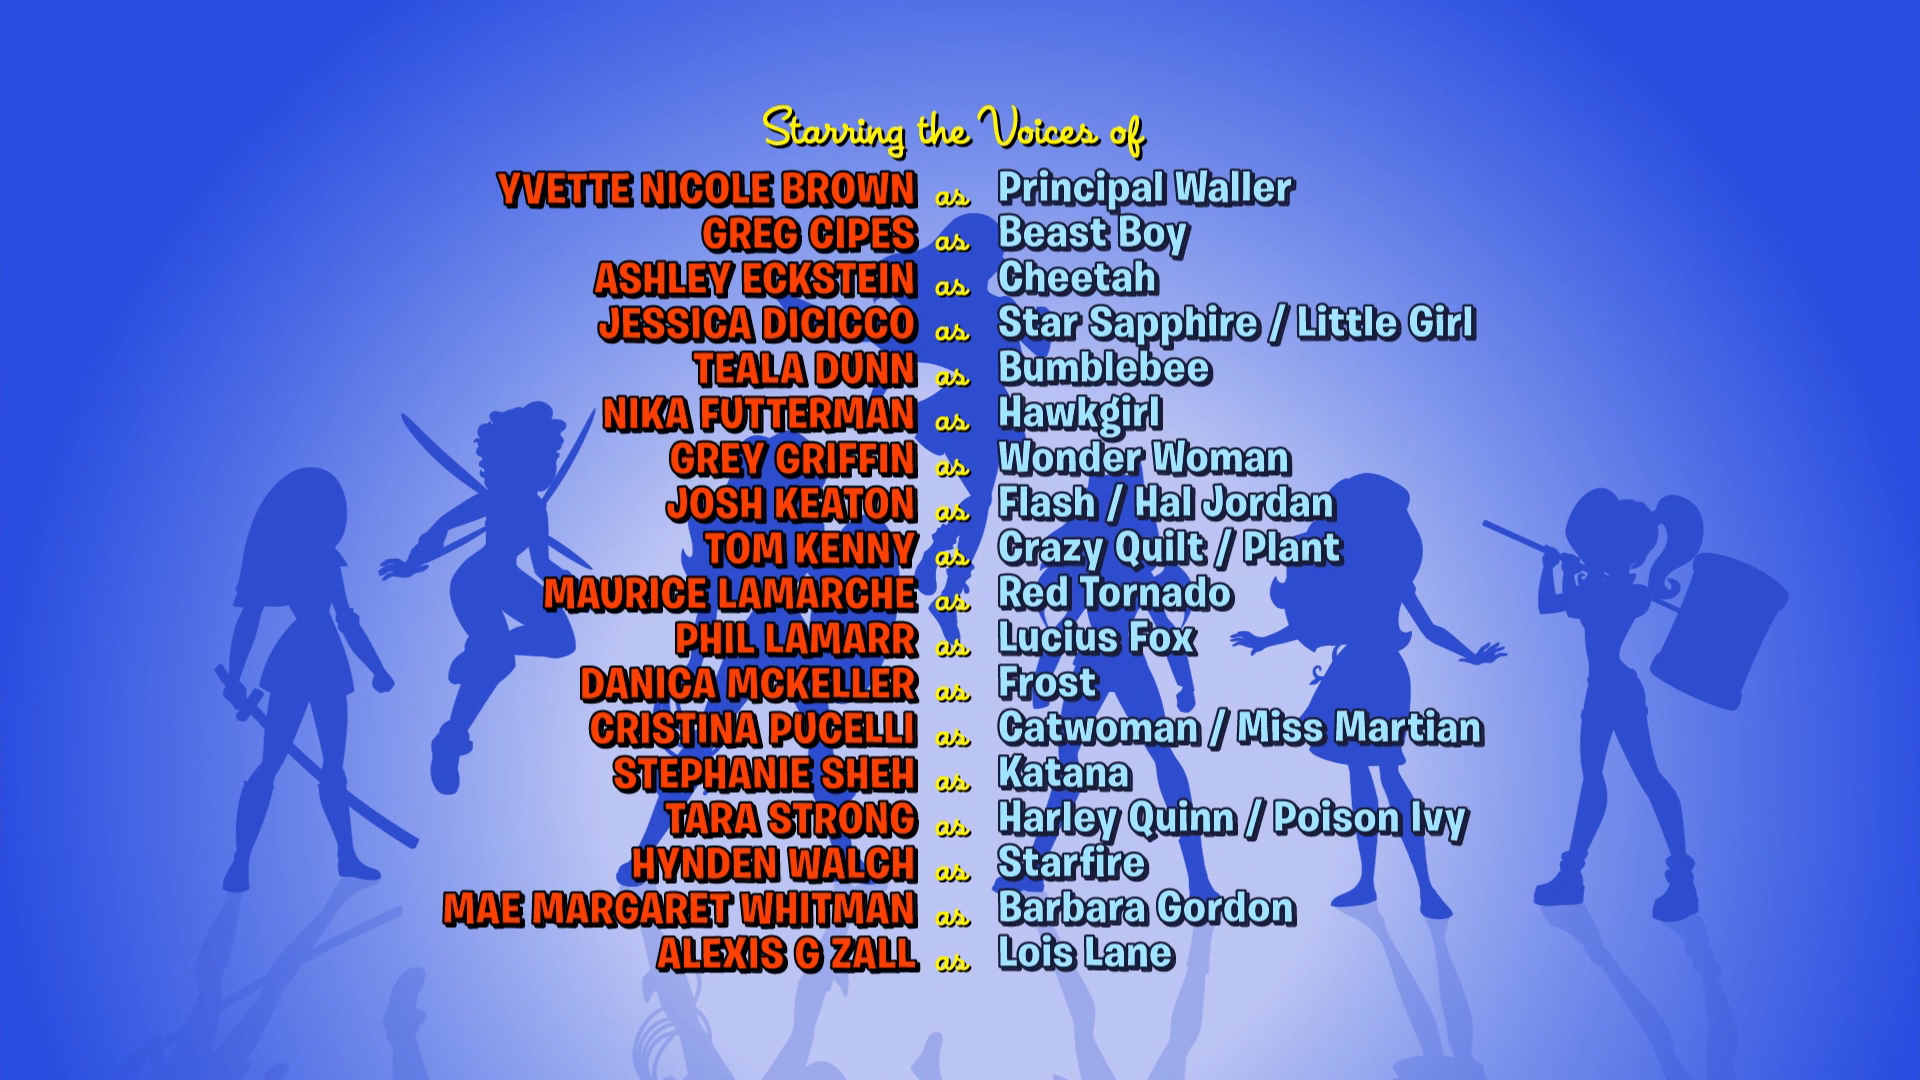 Starring the Voices of
YVETTE NICOLE BROWN as Principal Waller
GREG CIPES as Beast Boy
ASHLEY ECKSTEIN as Cheetah
JESSICA DICICCO as Star Sapphire / Little Girl
TEALA DUNN as Bumblebee
NIKA FUTTERMAN as Hawkgirl
GREY GRIFFIN as Wonder Woman
JOSH KEATON as Flash / Hal Jordan
TOM KENNY as Crazy Quilt / Plant
MAURICE LAMARCHE as Red Tornado
PHIL LAMARR as Lucius Fox
DANICA MCKELLER as Frost
CRISTINA PUCELLI as Catwoman / Miss Martian
STEPHANIE SHEH as Katana
TARA STRONG as Harley Quinn / Poison Ivy
HYNDEN WALCH as Starfire
MAE MARGARET WHITMAN as Barbara Gordon
ALEXIS G ZALL as Lois Lane